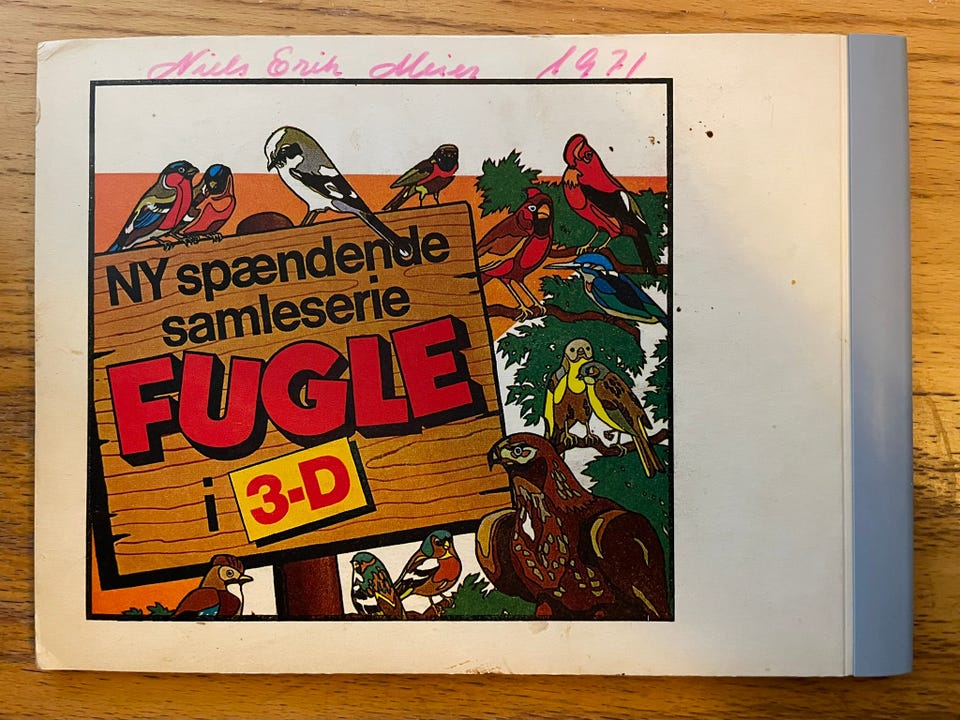 Niels Erik Meier 1971
NY spændende
samleserie
FUGLE
i 3-D